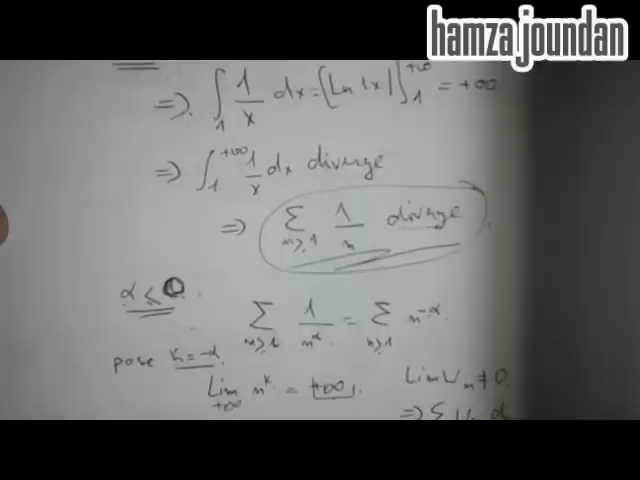 hamza joundan
=> ∫₁ 1/x dx = [Ln |x|]₁^{+∞} = +∞
=> ∫₁^{+∞} 1/x dx diverge
=> Σ_{n≥1} 1/n diverge.
α ≤ 0.
Σ_{n≥1} 1/n^α = Σ_{n≥1} n^{-α}.
pose k = -α.
Lim_{+∞} n^k = +∞. Lim U_n ≠ 0.
=> Σ U_n d